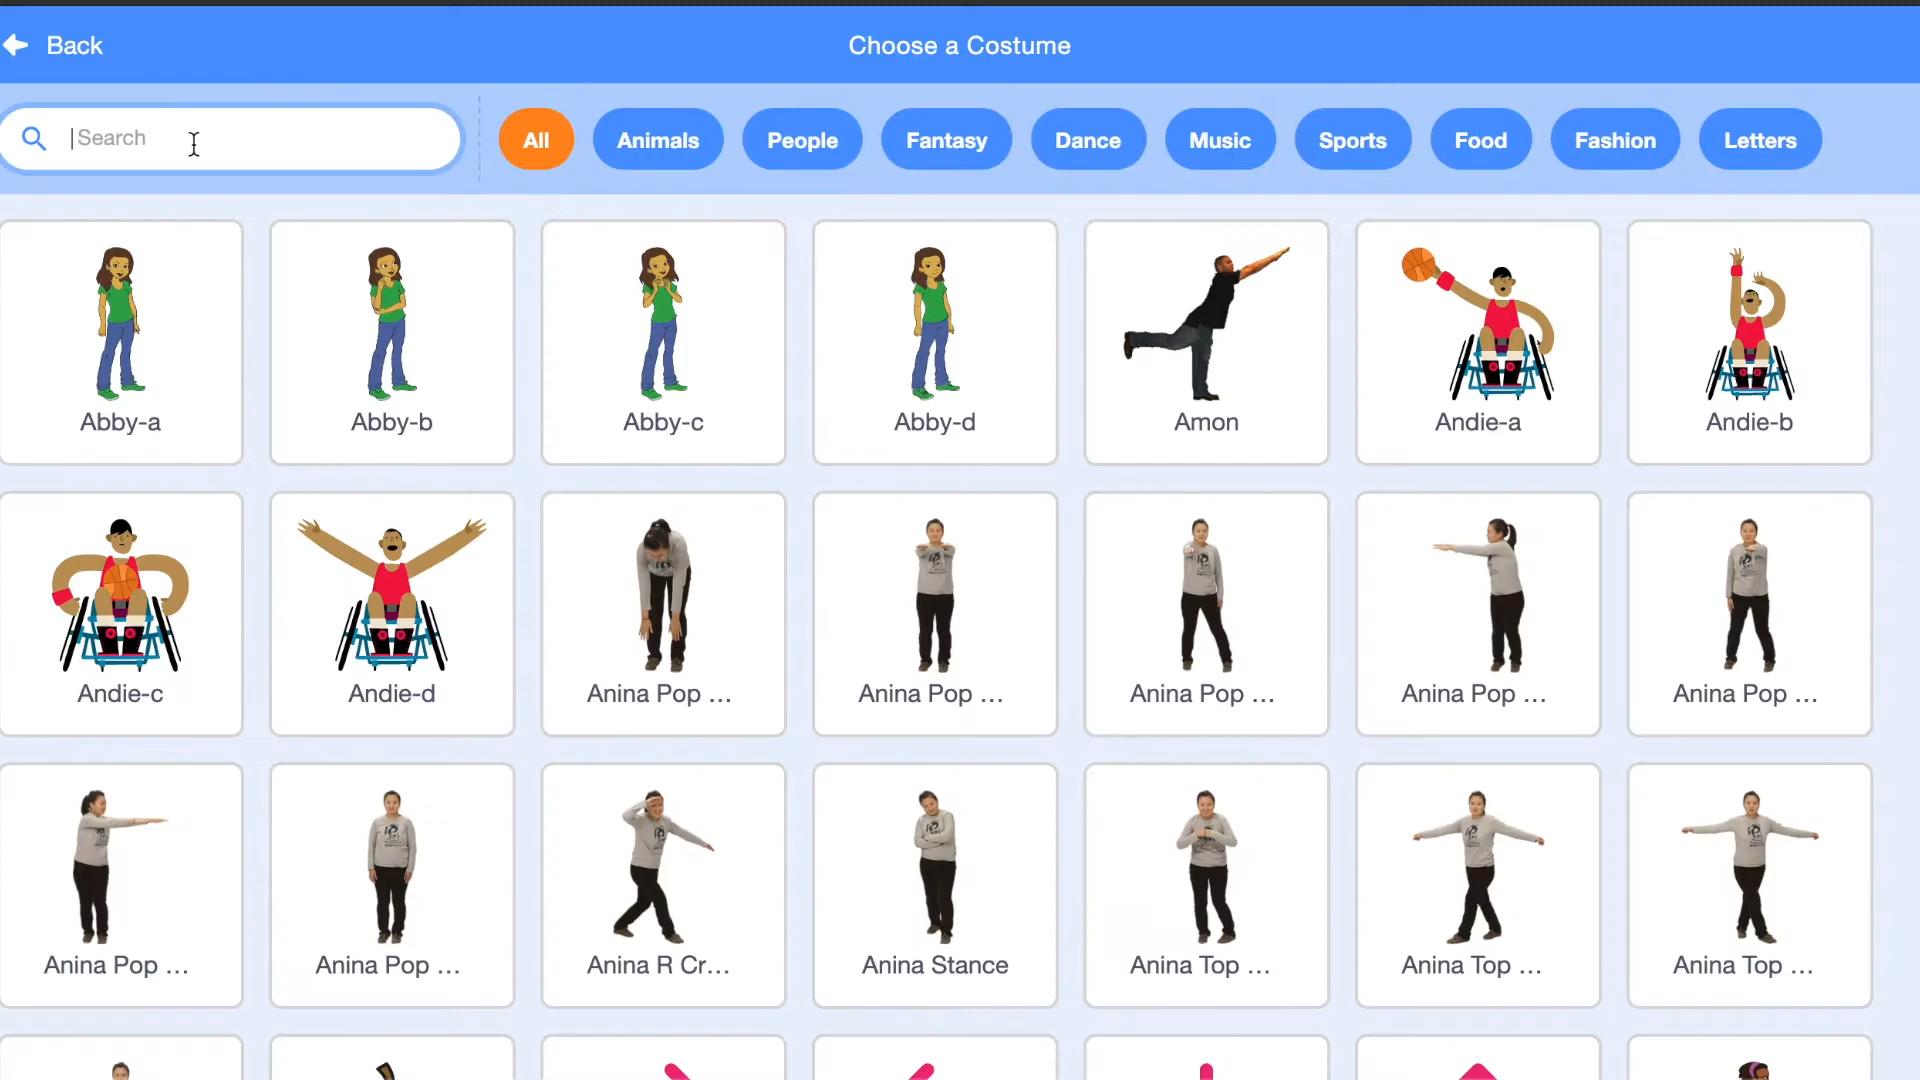 Back
Choose a Costume
Search
All
Animals
People
Fantasy
Dance
Music
Sports
Food
Fashion
Letters
Abby-a
Abby-b
Abby-c
Abby-d
Amon
Andie-a
Andie-b
Andie-c
Andie-d
Anina Pop ...
Anina Pop ...
Anina Pop ...
Anina Pop ...
Anina Pop ...
Anina Pop ...
Anina Pop ...
Anina R Cr...
Anina Stance
Anina Top ...
Anina Top ...
Anina Top ...